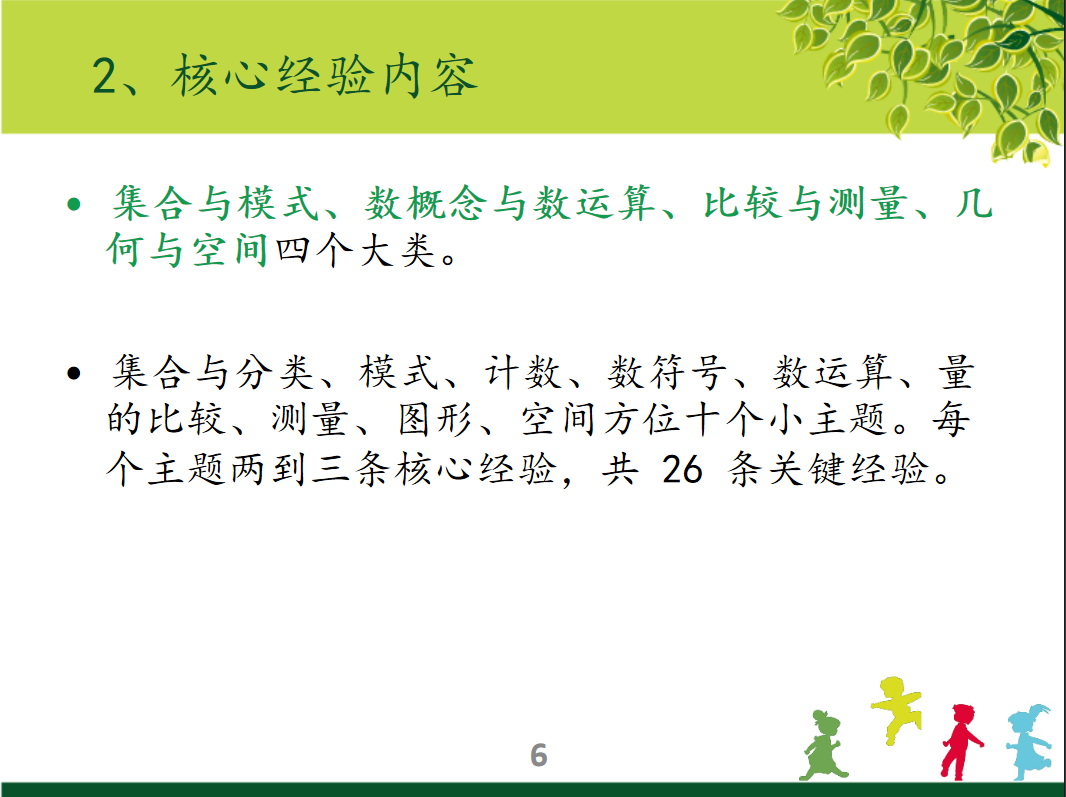 2、核心经验内容
• 集合与模式、数概念与数运算、比较与测量、几
何与空间四个大类。
• 集合与分类、模式、计数、数符号、数运算、量
的比较、测量、图形、空间方位十个小主题。每
个主题两到三条核心经验，共 26 条关键经验。
6